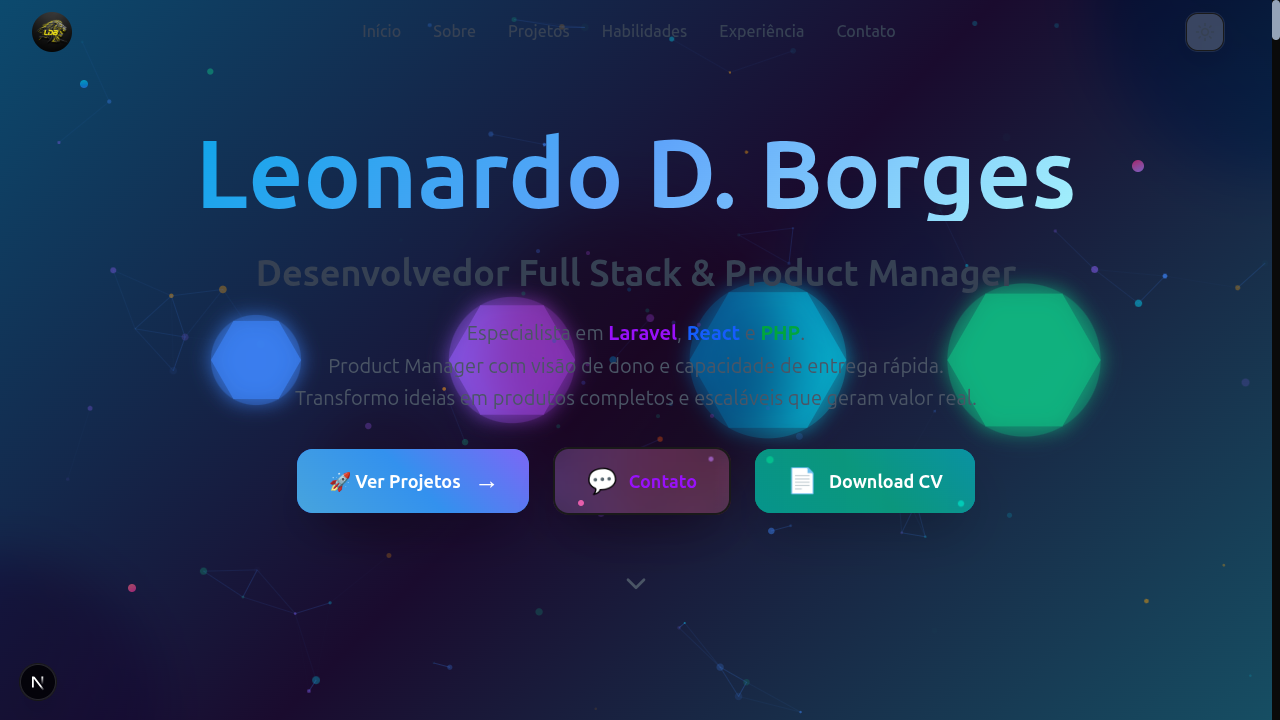 LDB
Início Sobre Projetos Habilidades Experiência Contato
Leonardo D. Borges
Desenvolvedor Full Stack & Product Manager
Especialista em Laravel, React e PHP.
Product Manager com visão de dono e capacidade de entrega rápida.
Transformo ideias em produtos completos e escaláveis que geram valor real.
🚀 Ver Projetos →
💬 Contato
📄 Download CV
N